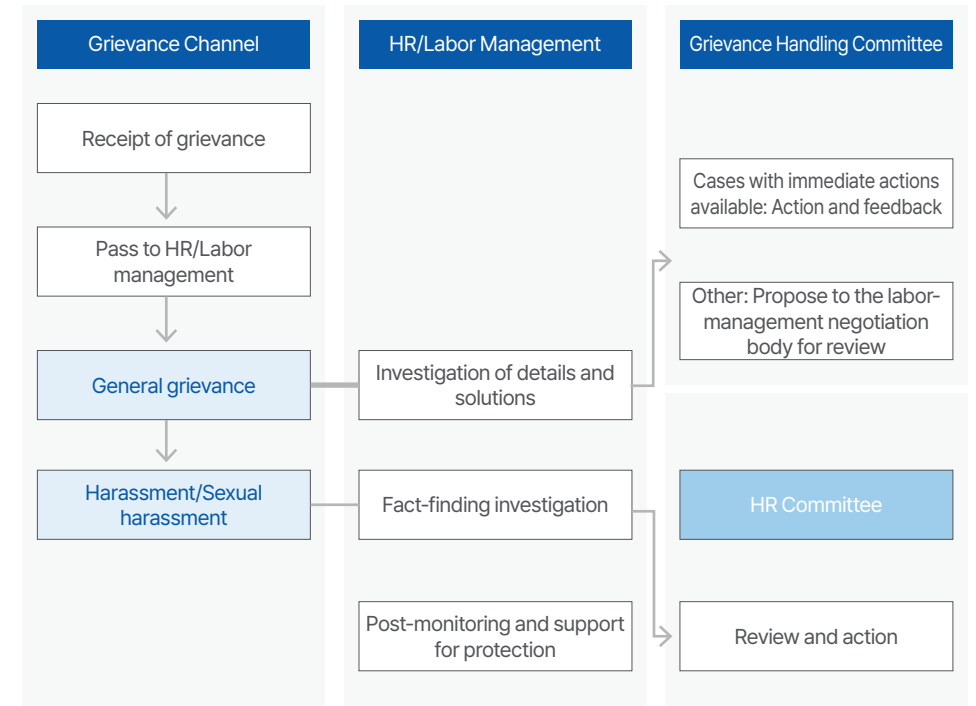 Grievance Channel
Receipt of grievance
Pass to HR/Labor
management
General grievance
Harassment/Sexual
harassment
HR/Labor Management
Investigation of details and
solutions
Fact-finding investigation
Post-monitoring and support
for protection
Grievance Handling Committee
Cases with immediate actions
available: Action and feedback
Other: Propose to the labor-
management negotiation
body for review
HR Committee
Review and action